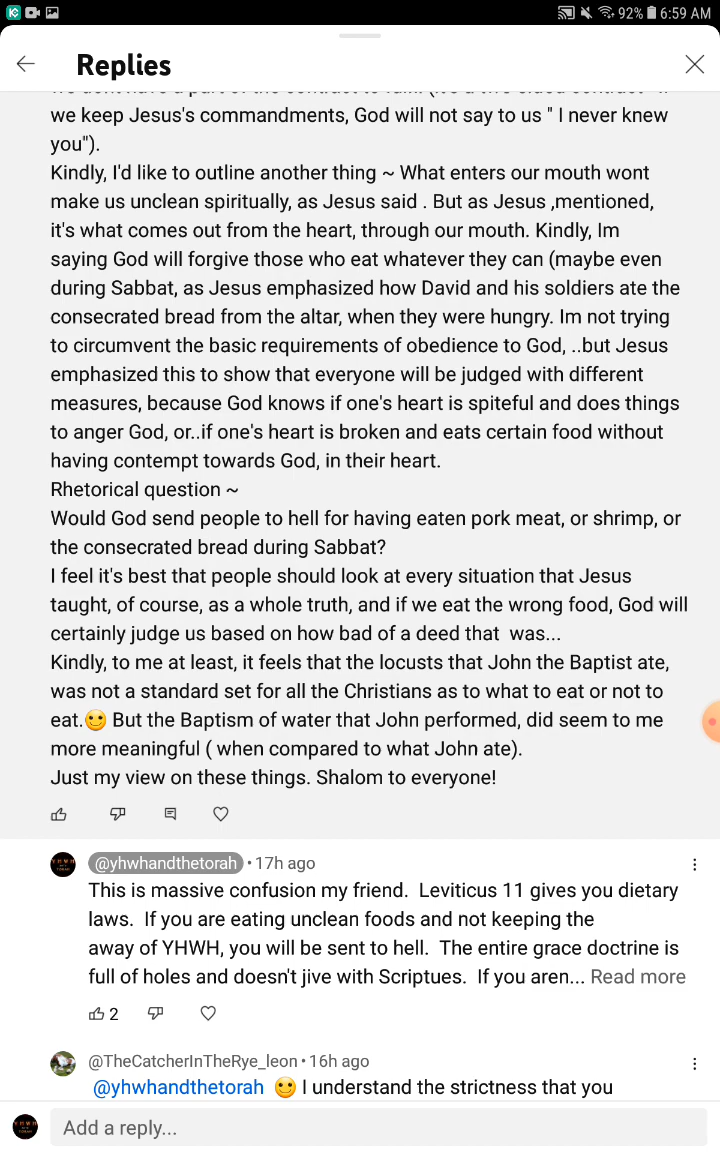 92% 6:59 AM
Replies
we keep Jesus's commandments, God will not say to us " I never knew
you").
Kindly, I'd like to outline another thing ~ What enters our mouth wont
make us unclean spiritually, as Jesus said . But as Jesus ,mentioned,
it's what comes out from the heart, through our mouth. Kindly, Im
saying God will forgive those who eat whatever they can (maybe even
during Sabbat, as Jesus emphasized how David and his soldiers ate the
consecrated bread from the altar, when they were hungry. Im not trying
to circumvent the basic requirements of obedience to God, ..but Jesus
emphasized this to show that everyone will be judged with different
measures, because God knows if one's heart is spiteful and does things
to anger God, or..if one's heart is broken and eats certain food without
having contempt towards God, in their heart.
Rhetorical question ~
Would God send people to hell for having eaten pork meat, or shrimp, or
the consecrated bread during Sabbat?
I feel it's best that people should look at every situation that Jesus
taught, of course, as a whole truth, and if we eat the wrong food, God will
certainly judge us based on how bad of a deed that  was...
Kindly, to me at least, it feels that the locusts that John the Baptist ate,
was not a standard set for all the Christians as to what to eat or not to
eat.🙂 But the Baptism of water that John performed, did seem to me
more meaningful ( when compared to what John ate).
Just my view on these things. Shalom to everyone!
@yhwhandthetorah • 17h ago
This is massive confusion my friend.  Leviticus 11 gives you dietary
laws.  If you are eating unclean foods and not keeping the
away of YHWH, you will be sent to hell.  The entire grace doctrine is
full of holes and doesn't jive with Scriptues.  If you aren... Read more
2
@TheCatcherInTheRye_leon • 16h ago
@yhwhandthetorah 🙂 I understand the strictness that you
Add a reply...